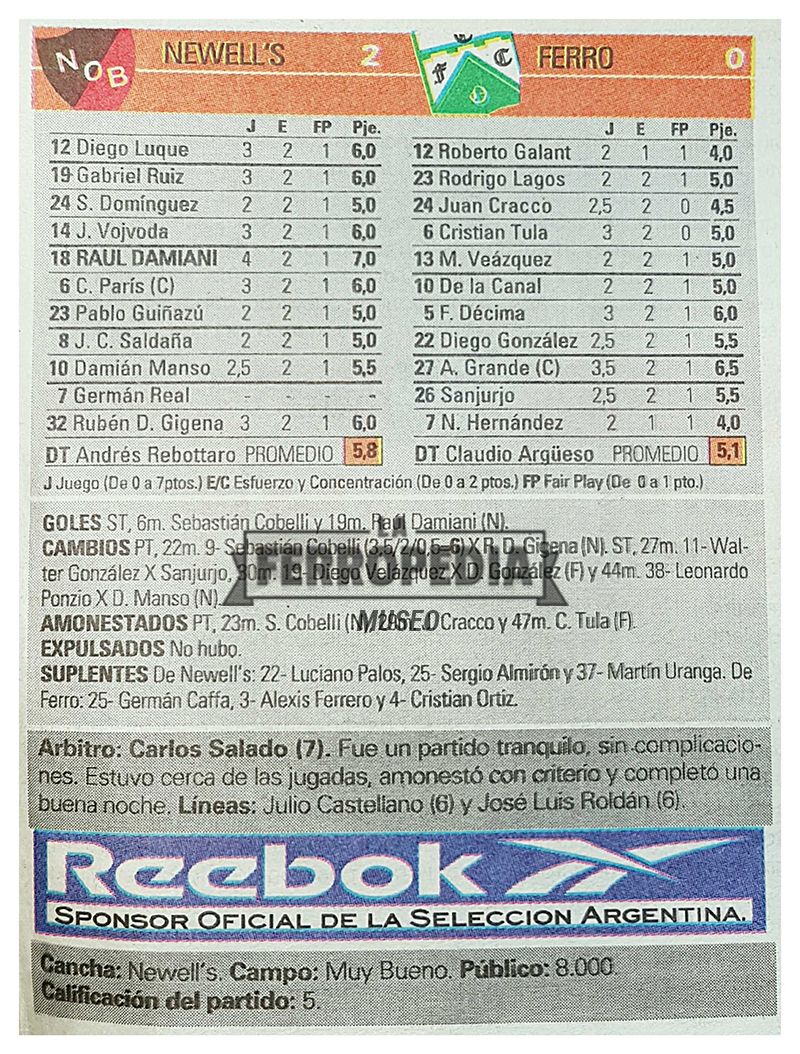 NOB NEWELL'S 2 FCO FERRO 0
J E FP Pje. J E FP Pje.
12 Diego Luque 3 2 1 6,0 12 Roberto Galant 2 1 1 4,0
19 Gabriel Ruiz 3 2 1 6,0 23 Rodrigo Lagos 2 2 1 5,0
24 S. Domínguez 2 2 1 5,0 24 Juan Cracco 2,5 2 0 4,5
14 J. Vojvoda 3 2 1 6,0 6 Cristian Tula 3 2 0 5,0
18 RAUL DAMIANI 4 2 1 7,0 13 M. Veázquez 2 2 1 5,0
6 C. París (C) 3 2 1 6,0 10 De la Canal 2 2 1 5,0
23 Pablo Guiñazú 2 2 1 5,0 5 F. Décima 3 2 1 6,0
8 J. C. Saldaña 2 2 1 5,0 22 Diego González 2,5 2 1 5,5
10 Damián Manso 2,5 2 1 5,5 27 A. Grande (C) 3,5 2 1 6,5
7 Germán Real - - - - 26 Sanjurjo 2,5 2 1 5,5
32 Rubén D. Gigena 3 2 1 6,0 7 N. Hernández 2 1 1 4,0
DT Andrés Rebottaro PROMEDIO 5,8 DT Claudio Argüeso PROMEDIO 5,1
J Juego (De 0 a 7ptos.) E/C Esfuerzo y Concentración (De 0 a 2 ptos.) FP Fair Play (De 0 a 1 pto.)
GOLES ST, 6m. Sebastián Cobelli y 19m. Raúl Damiani (N).
CAMBIOS PT, 22m. 9- Sebastián Cobelli (3,5/2/0,5=6) X R. D. Gigena (N). ST, 27m. 11- Wal-
ter González X Sanjurjo, 30m. 19- Diego Velázquez X D. González (F) y 44m. 38- Leonardo
Ponzio X D. Manso (N).
LA
FERROPEDIA
MUSEO
AMONESTADOS PT, 23m. S. Cobelli (N), 29m. J. Cracco y 47m. C. Tula (F).
EXPULSADOS No hubo.
SUPLENTES De Newell's: 22- Luciano Palos, 25- Sergio Almirón y 37- Martín Uranga. De
Ferro: 25- Germán Caffa, 3- Alexis Ferrero y 4- Cristian Ortiz.
Arbitro: Carlos Salado (7). Fue un partido tranquilo, sin complicacio-
nes. Estuvo cerca de las jugadas, amonestó con criterio y completó una
buena noche. Líneas: Julio Castellano (6) y José Luis Roldán (6).
Reebok
SPONSOR OFICIAL DE LA SELECCION ARGENTINA.
Cancha: Newell's. Campo: Muy Bueno. Público: 8.000.
Calificación del partido: 5.